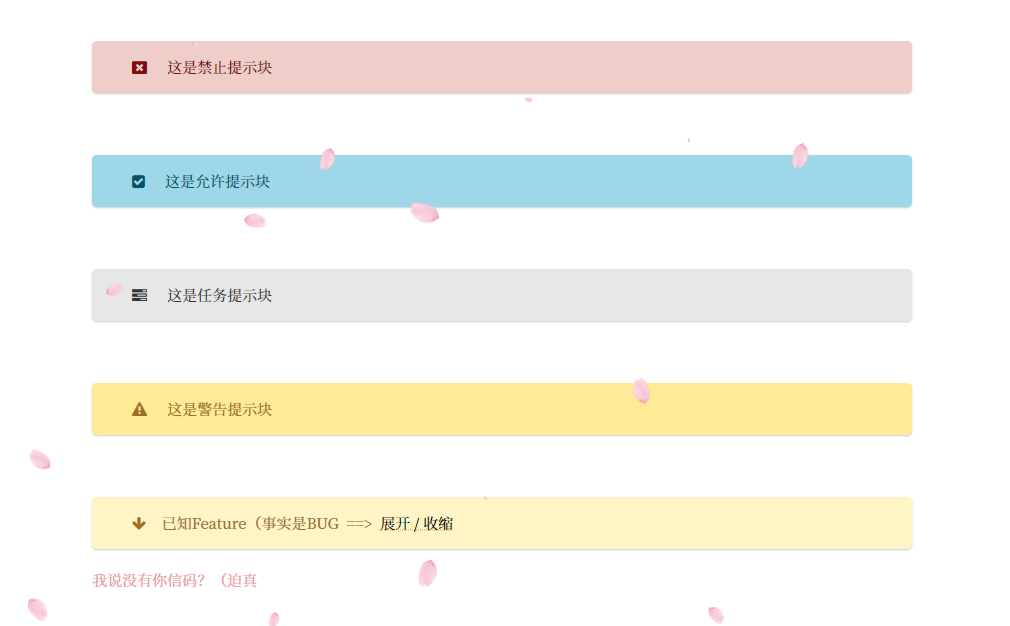 这是禁止提示块
这是允许提示块
这是任务提示块
这是警告提示块
已知Feature（事实是BUG ==> 展开 / 收缩
我说没有你信码？（迫真